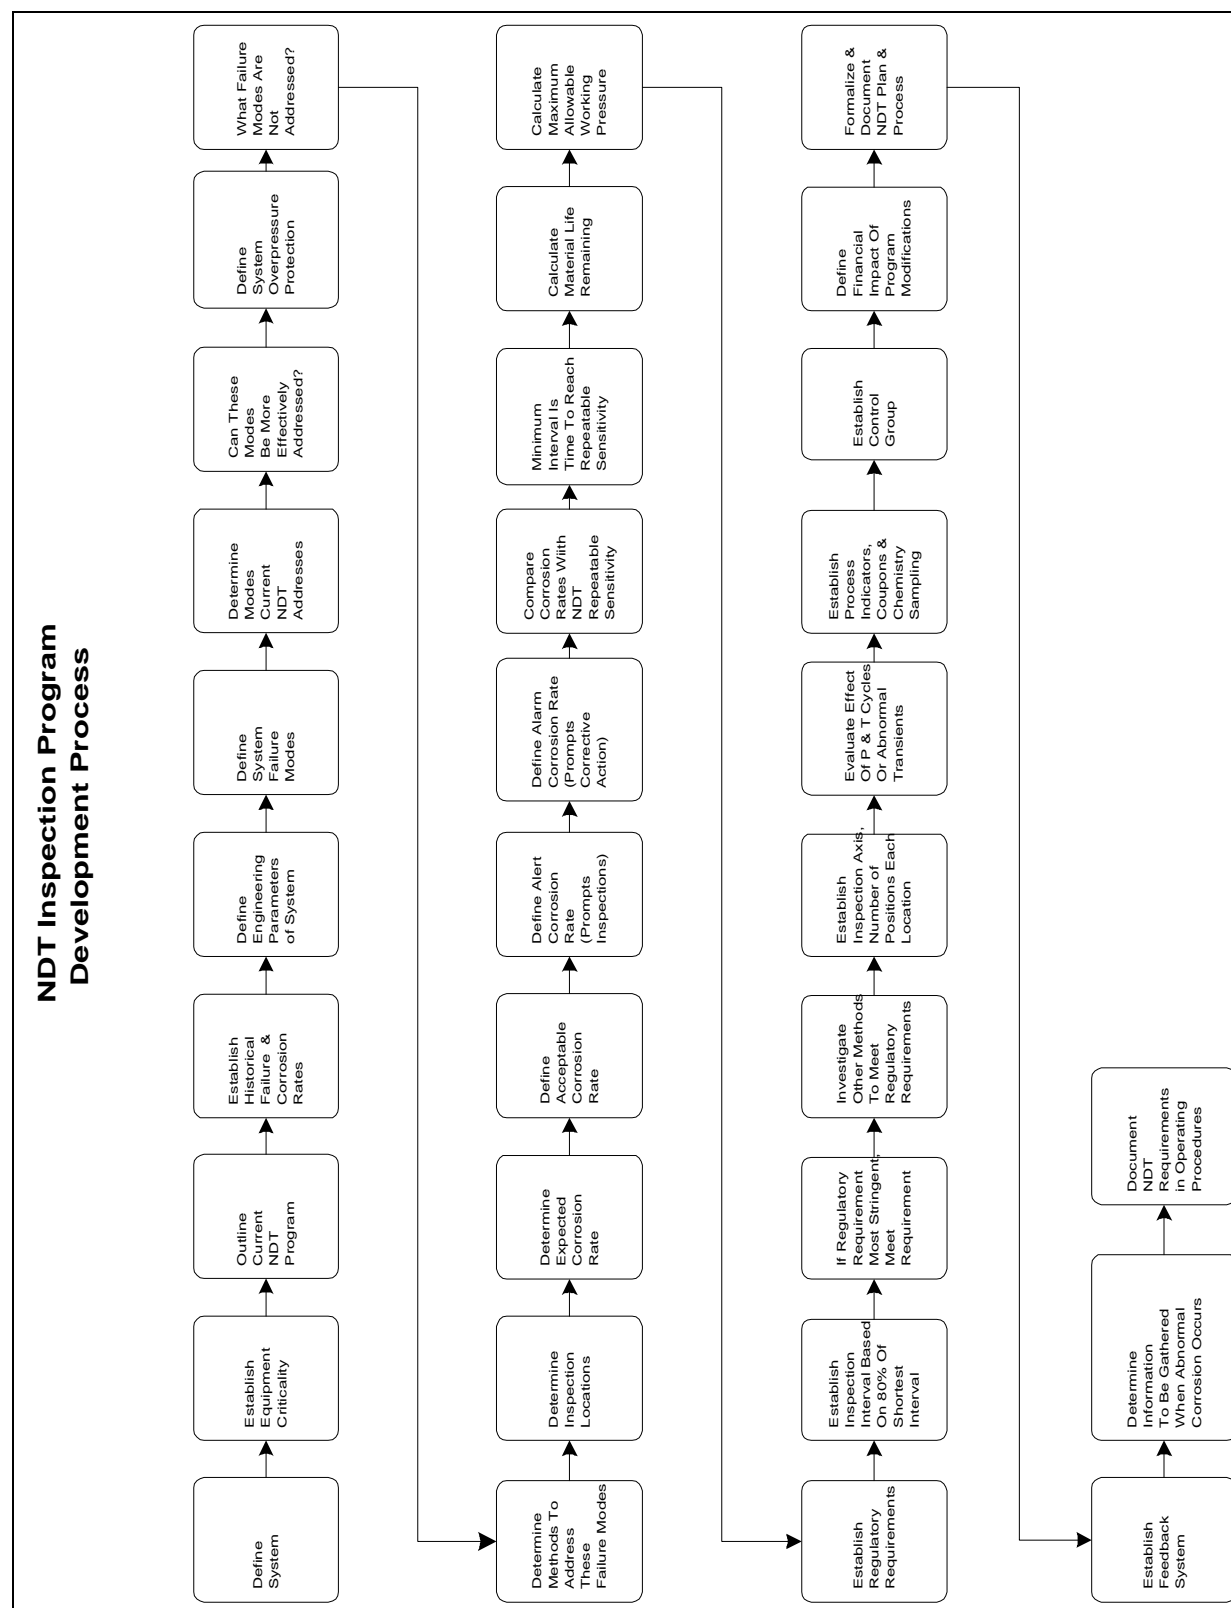 NDT Inspection Program
Development Process
Define
System
Establish
Equipment
Criticality
Outline
Current
NDT
Program
Establish
Historical
Failure &
Corrosion
Rates
Define
Engineering
Parameters
of System
Define
System
Failure
Modes
Determine
Modes
Current
NDT
Addresses
Can These
Modes
Be More
Effectively
Addressed?
Define
System
Overpressure
Protection
What Failure
Modes Are
Not
Addressed?
Determine
Methods To
Address
These
Failure Modes
Determine
Inspection
Locations
Determine
Expected
Corrosion
Rate
Define
Acceptable
Corrosion
Rate
Define Alert
Corrosion
Rate
(Prompts
Inspections)
Define Alarm
Corrosion Rate
(Prompts
Corrective
Action)
Compare
Corrosion
Rates Wiith
NDT
Repeatable
Sensitivity
Minimum
Interval Is
Time To Reach
Repeatable
Sensitivity
Calculate
Material Life
Remaining
Calculate
Maximum
Allowable
Working
Pressure
Establish
Regulatory
Requirements
Establish
Inspection
Interval Based
On 80% Of
Shortest
Interval
If Regulatory
Requirement
Most Stringent,
Meet
Requirement
Investigate
Other Methods
To Meet
Regulatory
Requirements
Establish
Inspection Axis,
Number of
Positions Each
Location
Evaluate Effect
Of P & T Cycles
Or Abnormal
Transients
Establish
Process
Indicators,
Coupons &
Chemistry
Sampling
Establish
Control
Group
Define
Financial
Impact Of
Program
Modifications
Formalize &
Document
NDT Plan &
Process
Establish
Feedback
System
Determine
Information
To Be Gathered
When Abnormal
Corrosion Occurs
Document
NDT
Requirements
in Operating
Procedures